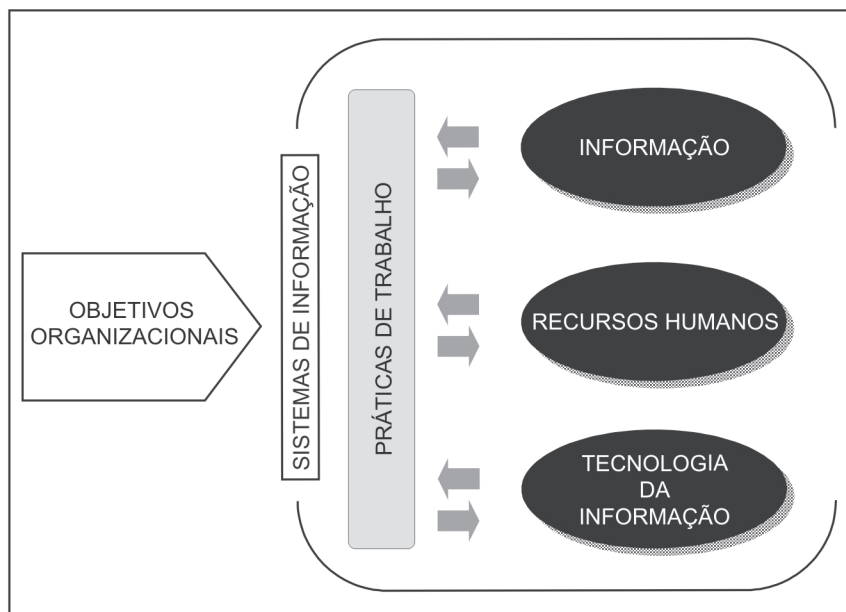 OBJETIVOS
ORGANIZACIONAIS
SISTEMAS DE INFORMAÇÃO
PRÁTICAS DE TRABALHO
INFORMAÇÃO
RECURSOS HUMANOS
TECNOLOGIA
DA
INFORMAÇÃO